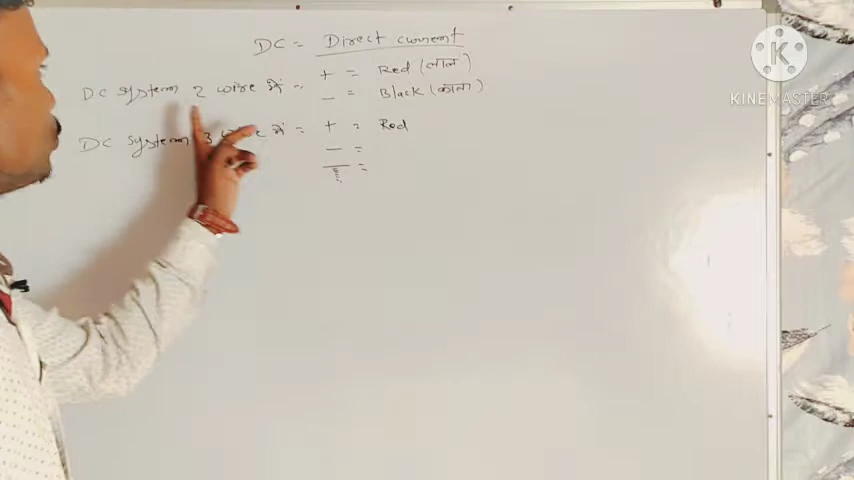 DC = Direct current
DC system 2 wire में = + = Red (लाल)
- = Black (काला)
DC system 3 wire में = + = Red
- =
=
K
KINEMASTER